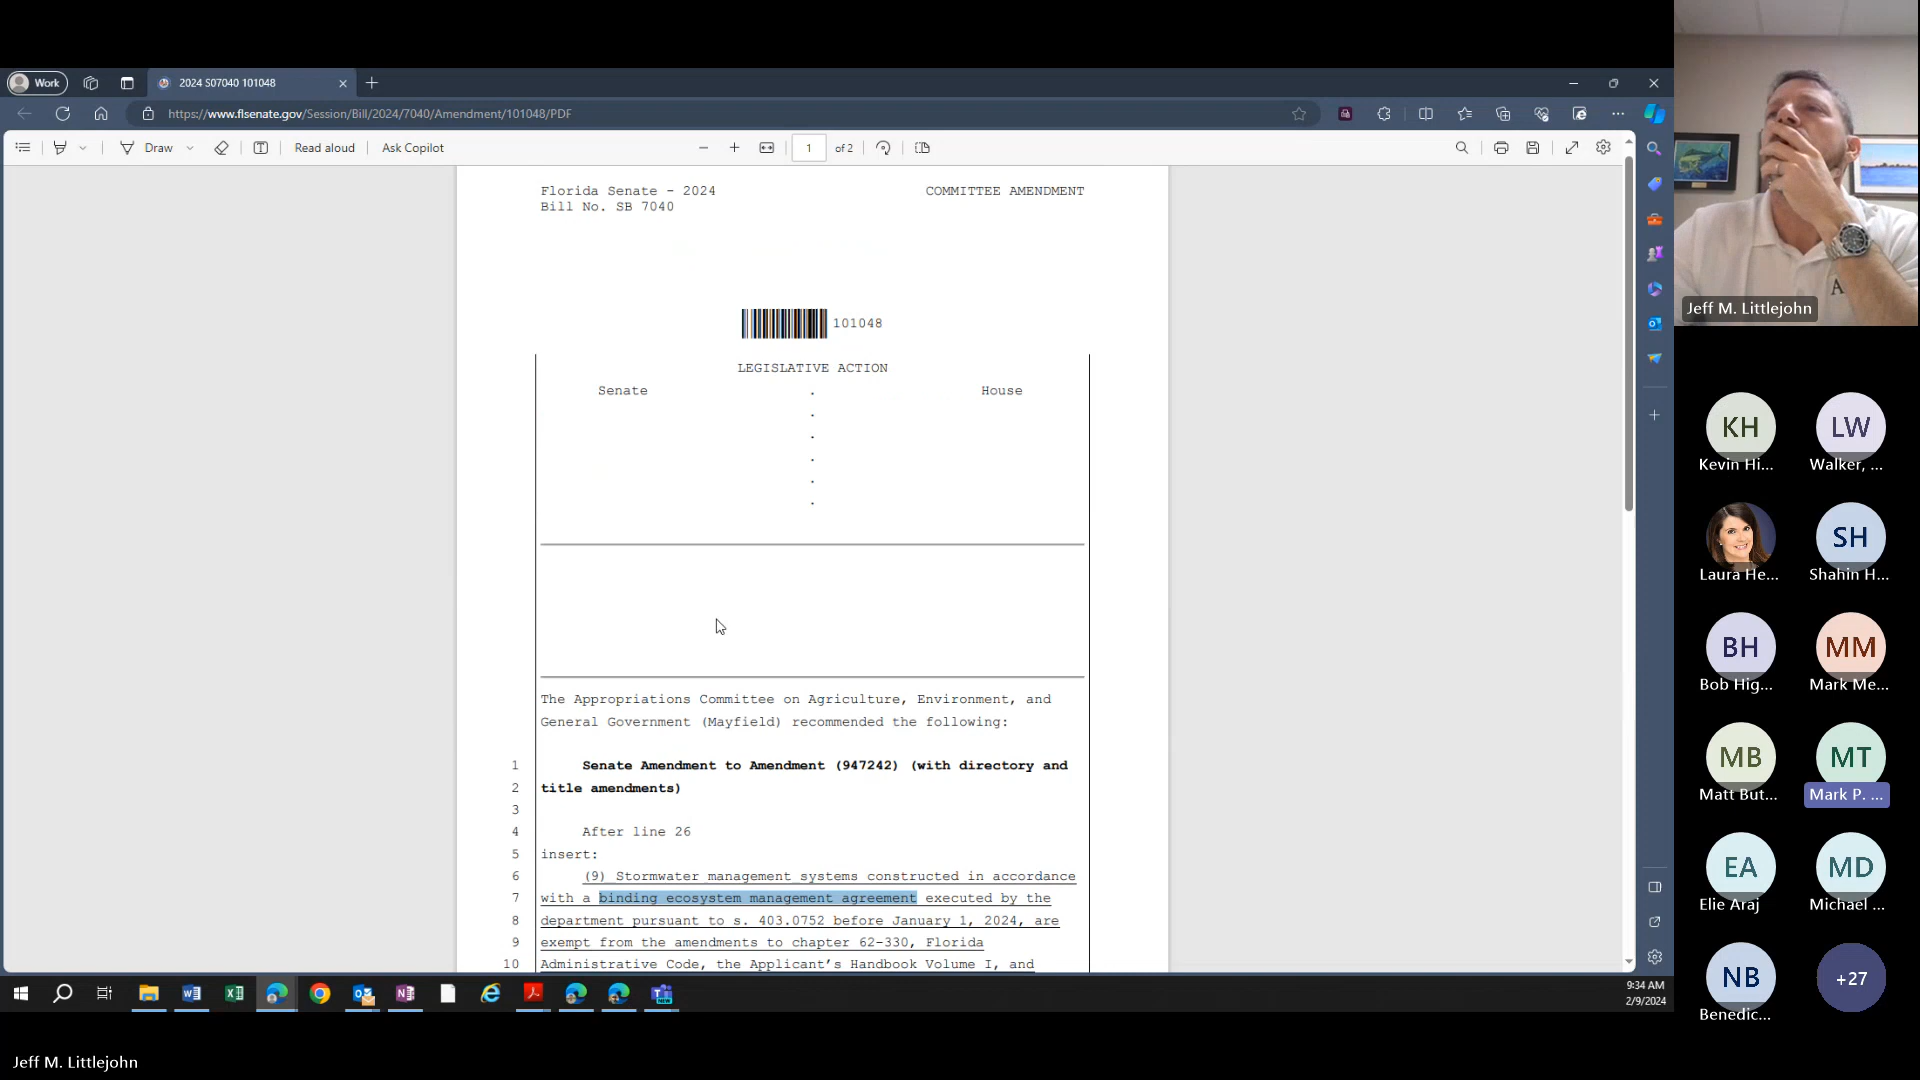 Work
2024 S07040 101048
https://www.flsenate.gov/Session/Bill/2024/7040/Amendment/101048/PDF
Draw
Read aloud
Ask Copilot
1 of 2
Florida Senate - 2024 COMMITTEE AMENDMENT
Bill No. SB 7040
101048
LEGISLATIVE ACTION
Senate . House
.
.
.
.
.
The Appropriations Committee on Agriculture, Environment, and
General Government (Mayfield) recommended the following:
1 Senate Amendment to Amendment (947242) (with directory and
2 title amendments)
3
4 After line 26
5 insert:
6 (9) Stormwater management systems constructed in accordance
7 with a binding ecosystem management agreement executed by the
8 department pursuant to s. 403.0752 before January 1, 2024, are
9 exempt from the amendments to chapter 62-330, Florida
10 Administrative Code, the Applicant's Handbook Volume I, and
9:34 AM
2/9/2024
Jeff M. Littlejohn
KH
Kevin Hi...
LW
Walker, ...
Laura He...
SH
Shahin H...
BH
Bob Hig...
MM
Mark Me...
MB
Matt But...
MT
Mark P. ...
EA
Elie Araj
MD
Michael ...
NB
Benedic...
+27
Jeff M. Littlejohn